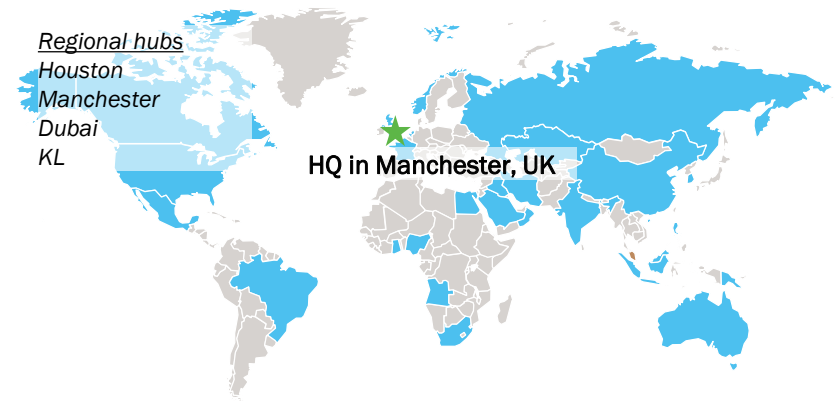 Regional hubs
Houston
Manchester
Dubai
KL
HQ in Manchester, UK